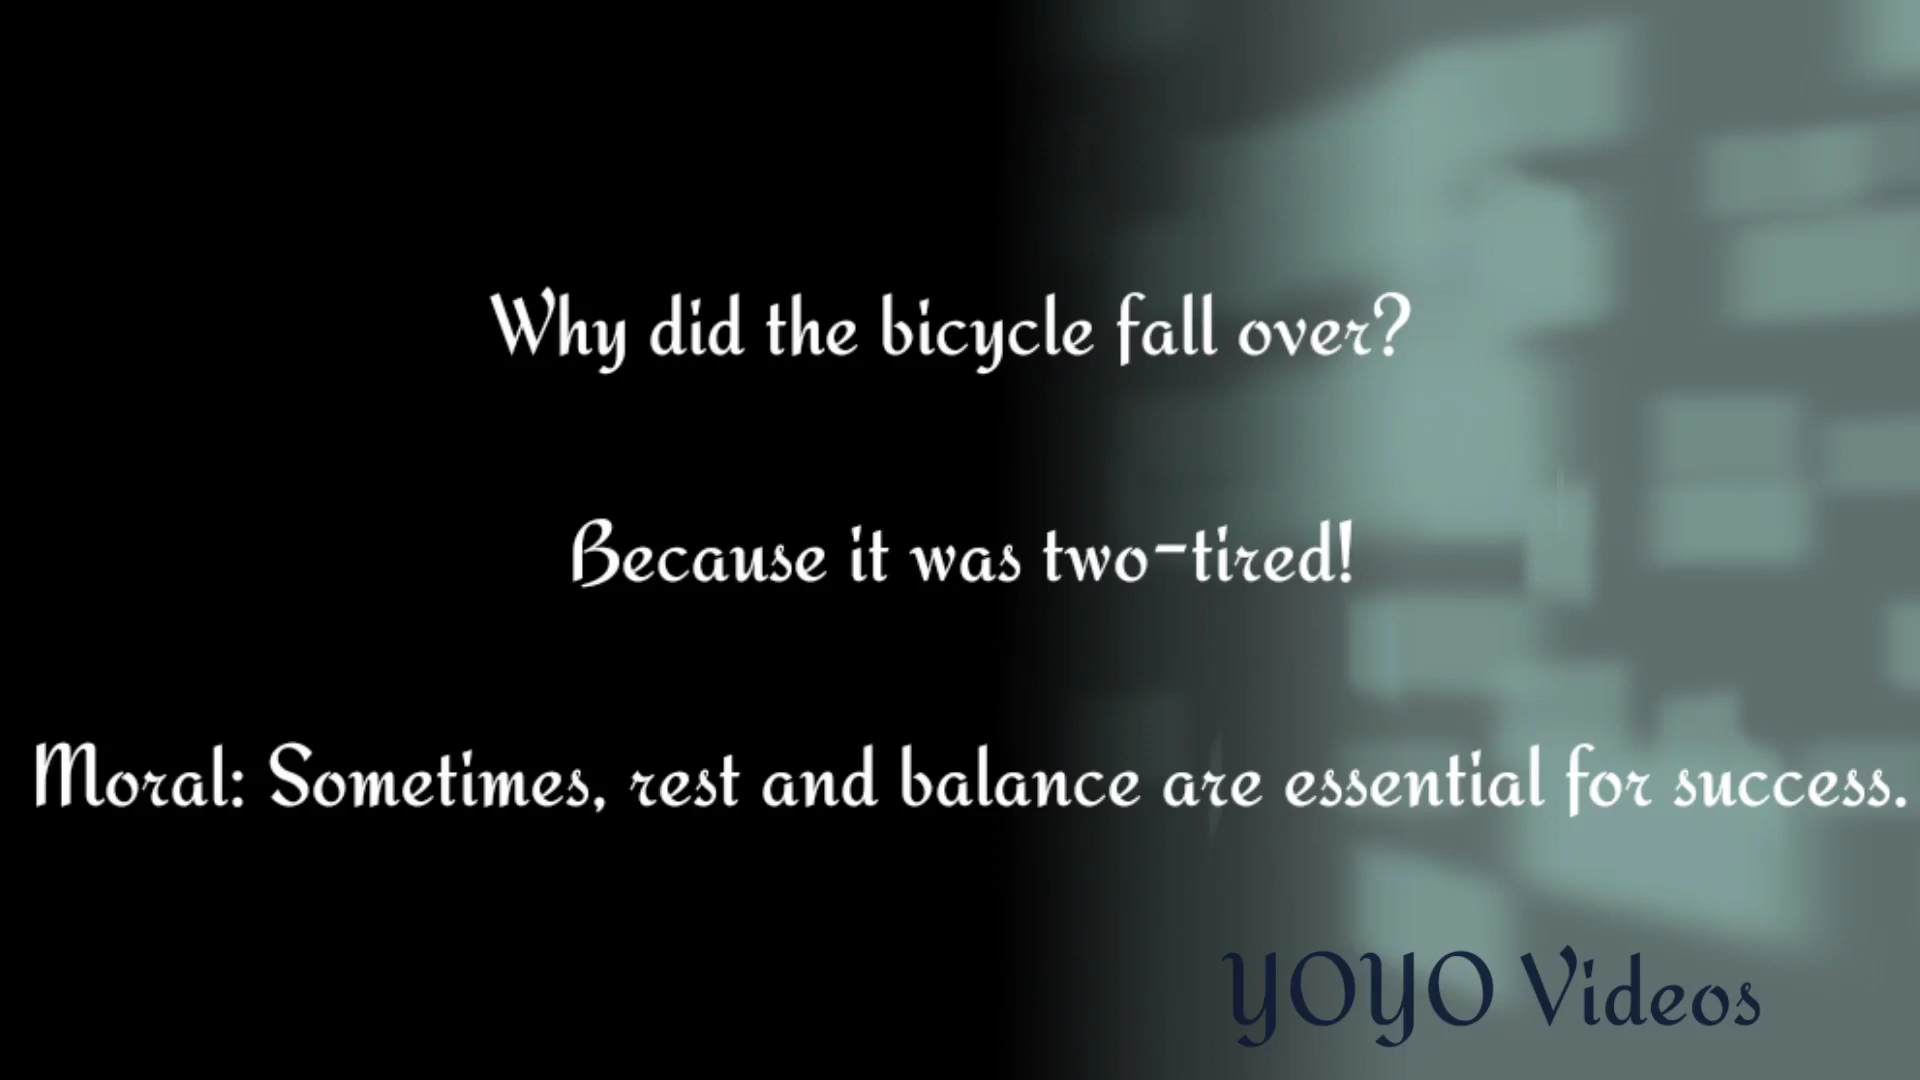 Why did the bicycle fall over?
Because it was two-tired!
Moral: Sometimes, rest and balance are essential for success.
YOYO Videos